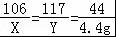 106/X = 117/Y = 44/4.4g